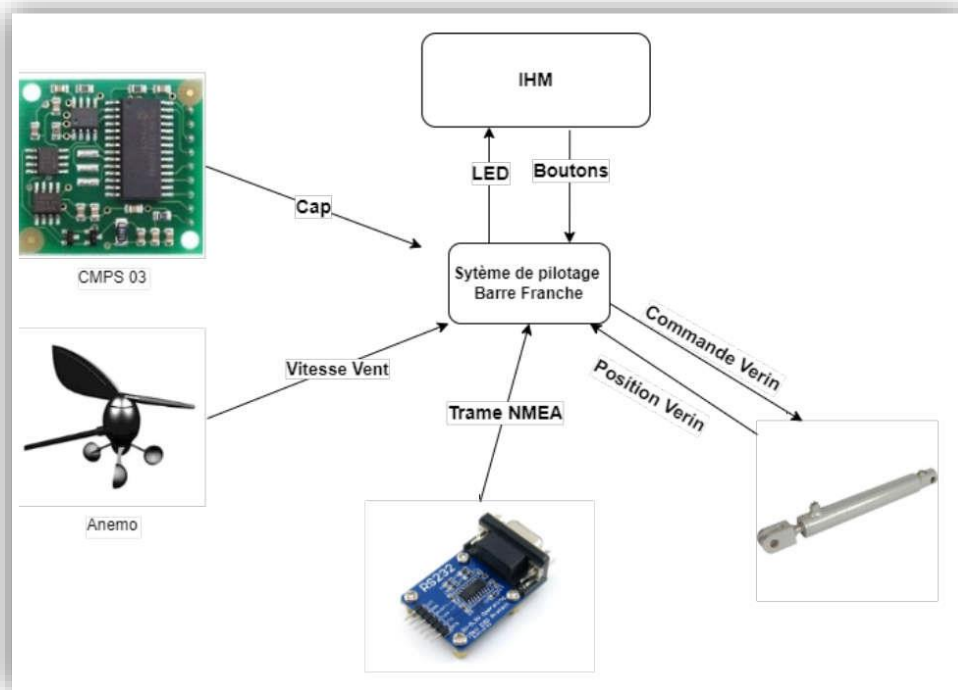 IHM
LED
Boutons
Cap
CMPS 03
Sytème de pilotage
Barre Franche
Vitesse Vent
Commande Verin
Position Verin
Trame NMEA
Anemo
RS232